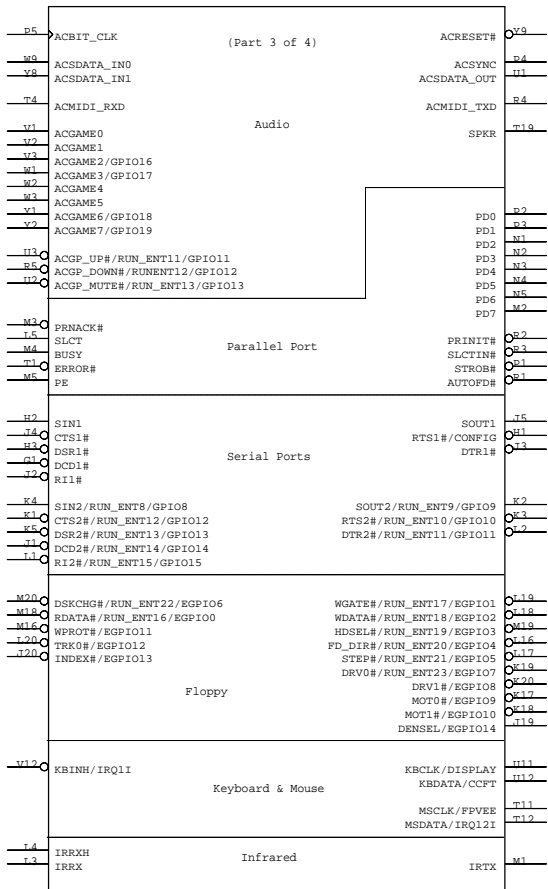 (Part 3 of 4)
P5 ACBIT_CLK ACRESET# Y9
W9 ACSDATA_IN0 ACSYNC P4
Y8 ACSDATA_IN1 ACSDATA_OUT U1
T4 ACMIDI_RXD ACMIDI_TXD R4
Audio
V1 ACGAME0 SPKR T19
V2 ACGAME1
V3 ACGAME2/GPIO16
W1 ACGAME3/GPIO17
W2 ACGAME4
W3 ACGAME5
Y1 ACGAME6/GPIO18 PD0 P2
Y2 ACGAME7/GPIO19 PD1 P3
PD2 N1
U3 ACGP_UP#/RUN_ENT11/GPIO11 PD3 N2
R5 ACGP_DOWN#/RUNENT12/GPIO12 PD4 N3
U2 ACGP_MUTE#/RUN_ENT13/GPIO13 PD5 N4
PD6 N5
PD7 M2
M3 PRNACK#
L5 SLCT PRINIT# R2
Parallel Port
M4 BUSY SLCTIN# R3
T1 ERROR# STROB# P1
M5 PE AUTOFD# R1
H2 SIN1 SOUT1 J5
J4 CTS1# RTS1#/CONFIG H1
H3 DSR1# DTR1# J3
Serial Ports
G1 DCD1#
J2 RI1#
K4 SIN2/RUN_ENT8/GPIO8 SOUT2/RUN_ENT9/GPIO9 K2
K1 CTS2#/RUN_ENT12/GPIO12 RTS2#/RUN_ENT10/GPIO10 K3
K5 DSR2#/RUN_ENT13/GPIO13 DTR2#/RUN_ENT11/GPIO11 L2
J1 DCD2#/RUN_ENT14/GPIO14
L1 RI2#/RUN_ENT15/GPIO15
M20 DSKCHG#/RUN_ENT22/EGPIO6 WGATE#/RUN_ENT17/EGPIO1 L19
M18 RDATA#/RUN_ENT16/EGPIO0 WDATA#/RUN_ENT18/EGPIO2 L18
M16 WPROT#/EGPIO11 HDSEL#/RUN_ENT19/EGPIO3 M19
L20 TRK0#/EGPIO12 FD_DIR#/RUN_ENT20/EGPIO4 L16
J20 INDEX#/EGPIO13 STEP#/RUN_ENT21/EGPIO5 L17
DRV0#/RUN_ENT23/EGPIO7 K19
DRV1#/EGPIO8 K20
Floppy
MOT0#/EGPIO9 K17
MOT1#/EGPIO10 K18
DENSEL/EGPIO14 J19
V12 KBINH/IRQ1I KBCLK/DISPLAY U11
KBDATA/CCFT U12
Keyboard & Mouse
MSCLK/FPVEE T11
MSDATA/IRQ12I T12
L4 IRRXH
Infrared
L3 IRRX IRTX M1